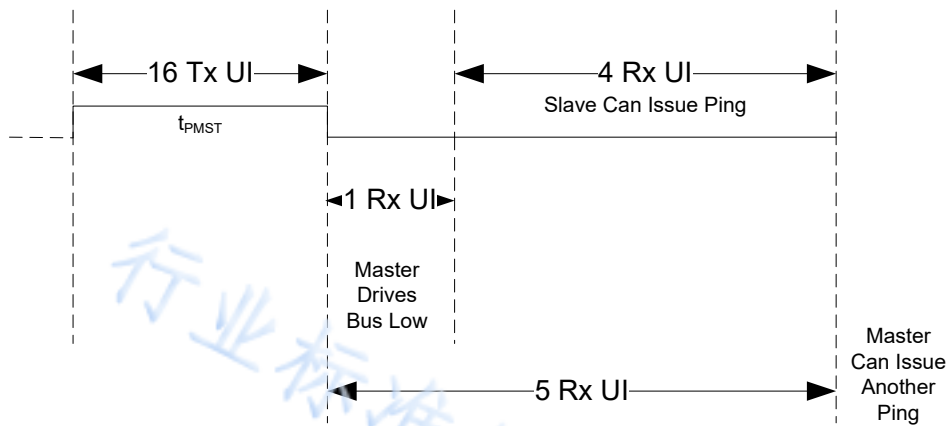 16 Tx UI
4 Rx UI
Slave Can Issue Ping
tPMST
1 Rx UI
Master
Drives
Bus Low
5 Rx UI
Master
Can Issue
Another
Ping
行业标准